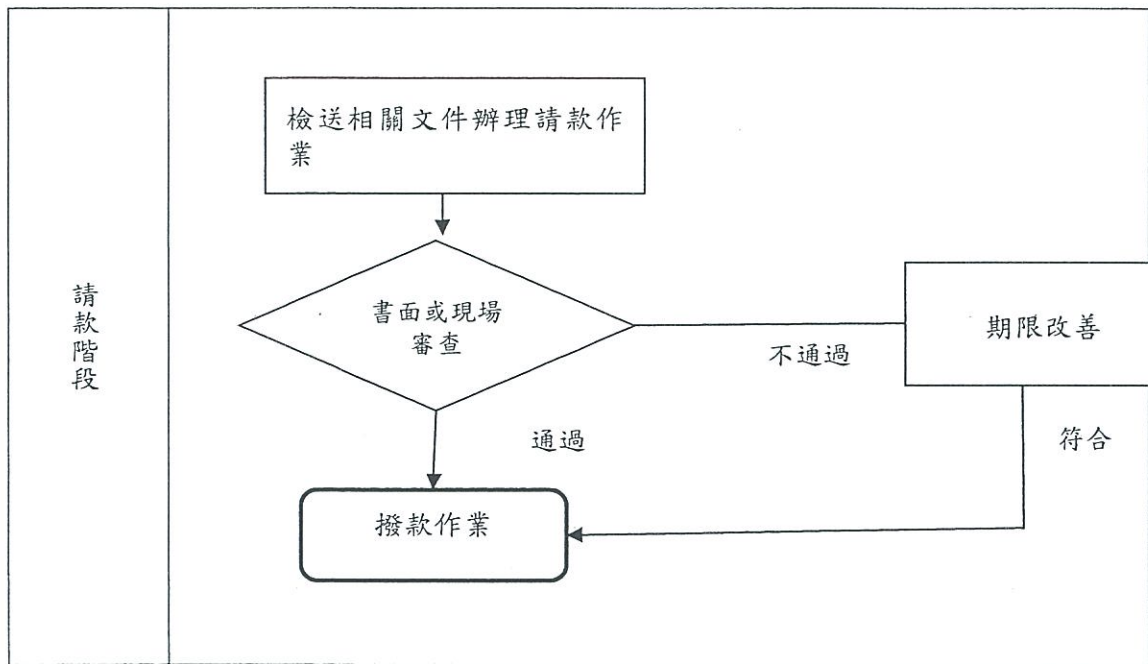 請款階段
檢送相關文件辦理請款作
業
書面或現場
審查
不通過
期限改善
通過
符合
撥款作業